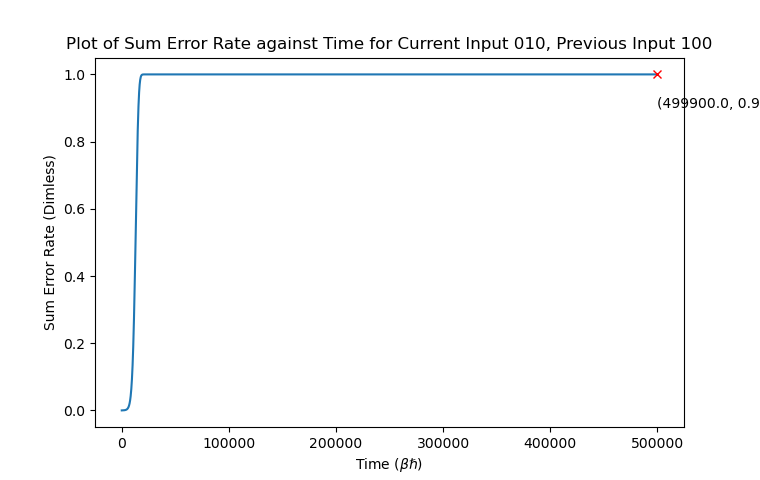 Plot of Sum Error Rate against Time for Current Input 010, Previous Input 100
1.0
(499900.0, 0.9
0.8
0.6
0.4
0.2
0.0
Sum Error Rate (Dimless)
0 100000 200000 300000 400000 500000
Time (βħ)